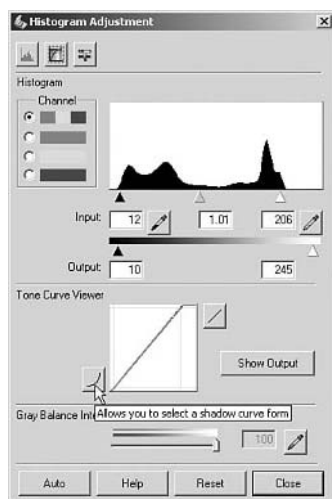 Histogram Adjustment
Histogram
Channel
Input: 12 1.01 206
Output: 10 245
Tone Curve Viewer
Show Output
Allows you to select a shadow curve form
Gray Balance Inte
100
Auto Help Reset Close